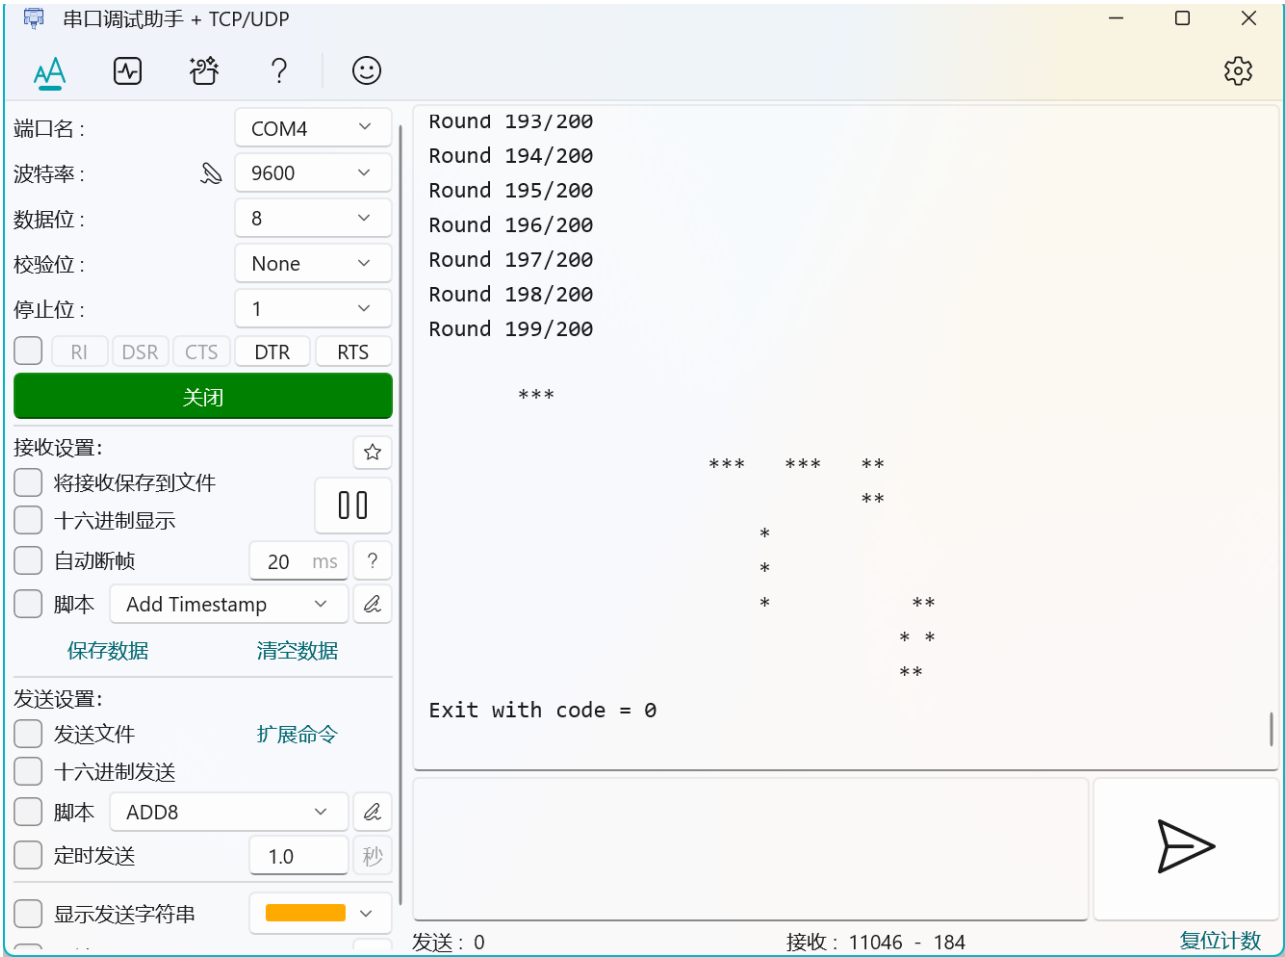 串口调试助手 + TCP/UDP
端口名 :
COM4
波特率 :
9600
数据位 :
8
校验位 :
None
停止位 :
1
RI DSR CTS DTR RTS
关闭
接收设置:
将接收保存到文件
十六进制显示
自动断帧
20 ms ?
脚本
Add Timestamp
保存数据
清空数据
发送设置:
发送文件
扩展命令
十六进制发送
脚本
ADD8
定时发送
1.0 秒
显示发送字符串
Round 193/200
Round 194/200
Round 195/200
Round 196/200
Round 197/200
Round 198/200
Round 199/200
***
*** *** **
**
*
*
* **
* *
**
Exit with code = 0
发送 : 0
接收 : 11046 - 184
复位计数